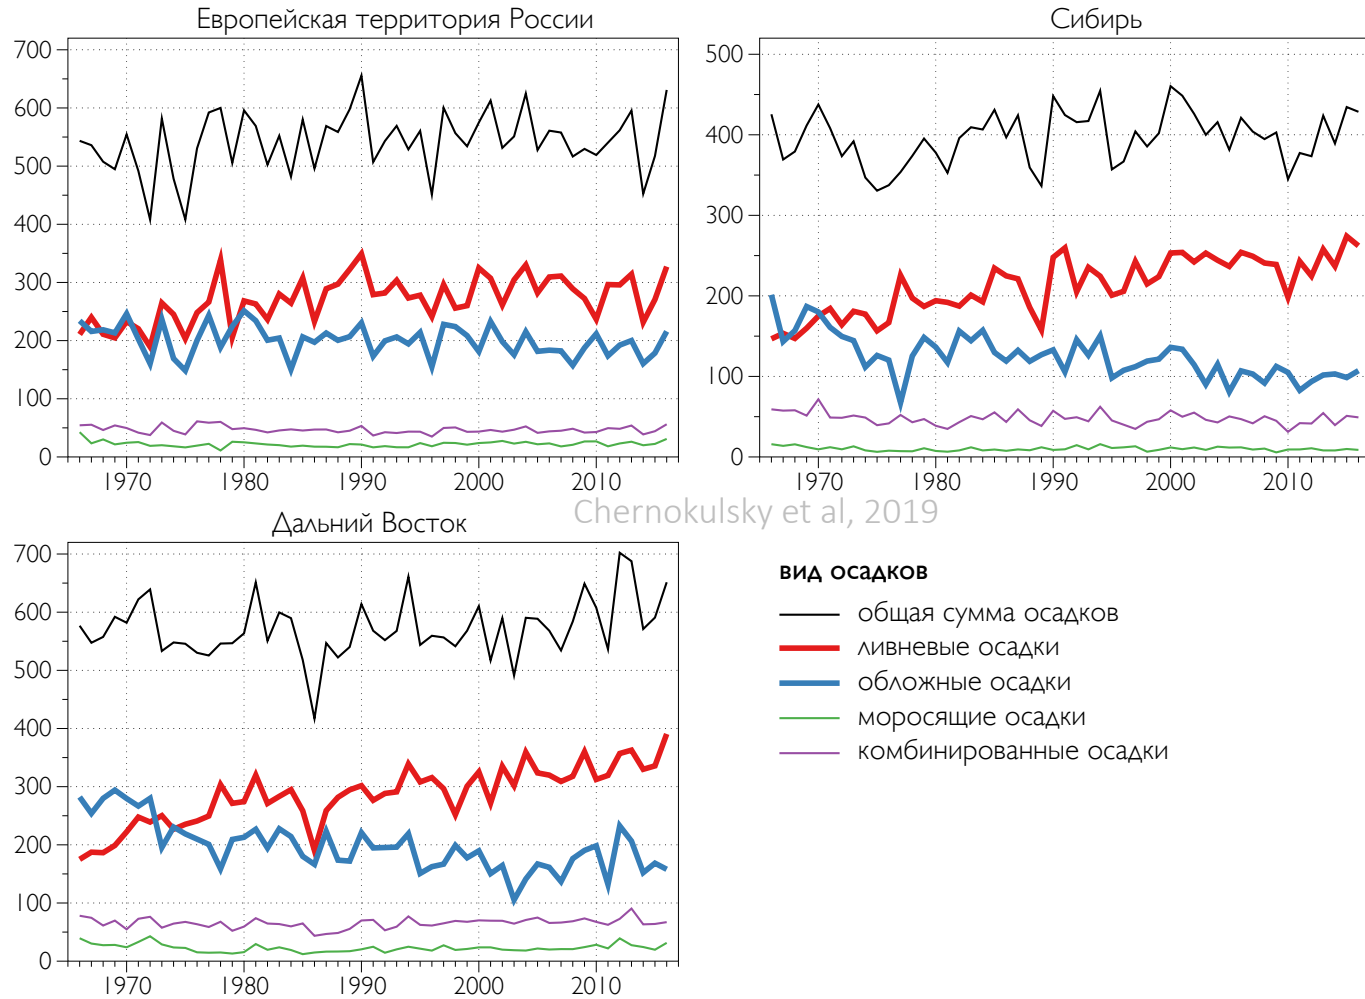 Европейская территория России
700
600
500
400
300
200
100
0
1970 1980 1990 2000 2010
Сибирь
500
400
300
200
100
0
1970 1980 1990 2000 2010
Chernokulsky et al, 2019
Дальний Восток
700
600
500
400
300
200
100
0
1970 1980 1990 2000 2010
вид осадков
общая сумма осадков
ливневые осадки
обложные осадки
моросящие осадки
комбинированные осадки